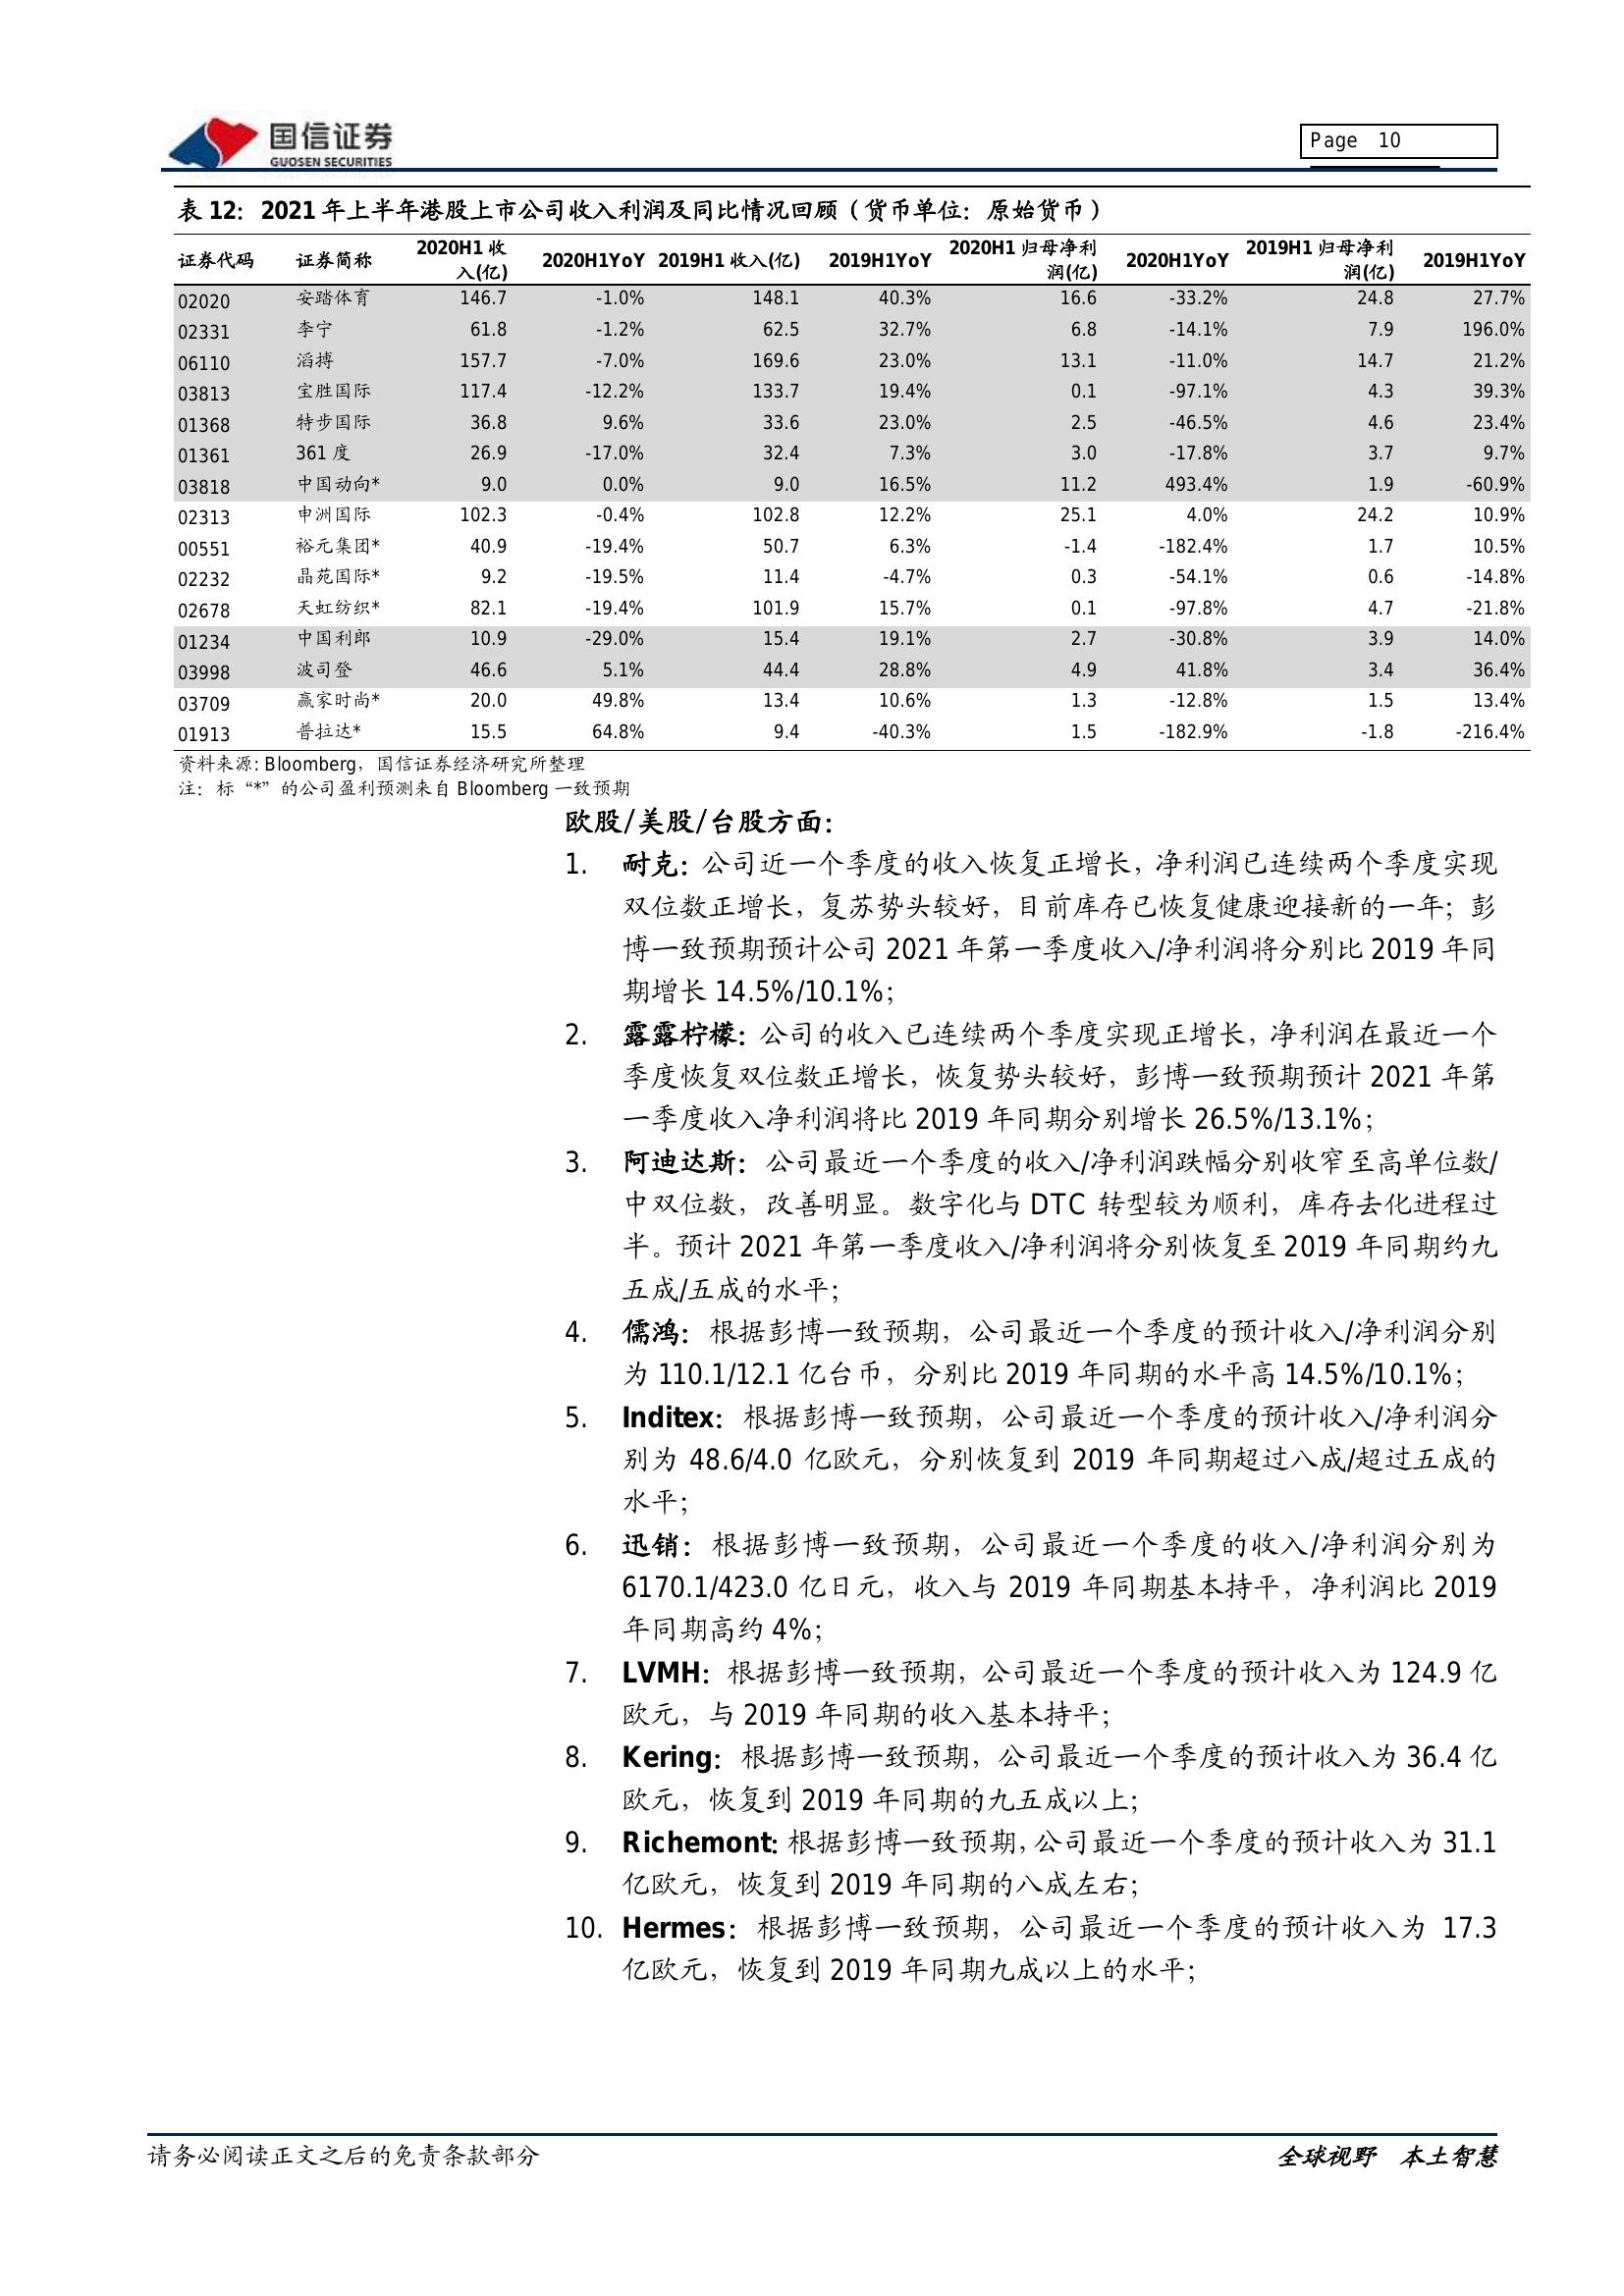 国信证券
GUOSEN SECURITIES
Page 10
表 12：2021 年上半年港股上市公司收入利润及同比情况回顾（货币单位：原始货币）
证券代码 证券简称 2020H1 收入(亿) 2020H1YoY 2019H1 收入(亿) 2019H1YoY 2020H1 归母净利润(亿) 2020H1YoY 2019H1 归母净利润(亿) 2019H1YoY
02020 安踏体育 146.7 -1.0% 148.1 40.3% 16.6 -33.2% 24.8 27.7%
02331 李宁 61.8 -1.2% 62.5 32.7% 6.8 -14.1% 7.9 196.0%
06110 滔搏 157.7 -7.0% 169.6 23.0% 13.1 -11.0% 14.7 21.2%
03813 宝胜国际 117.4 -12.2% 133.7 19.4% 0.1 -97.1% 4.3 39.3%
01368 特步国际 36.8 9.6% 33.6 23.0% 2.5 -46.5% 4.6 23.4%
01361 361 度 26.9 -17.0% 32.4 7.3% 3.0 -17.8% 3.7 9.7%
03818 中国动向* 9.0 0.0% 9.0 16.5% 11.2 493.4% 1.9 -60.9%
02313 申洲国际 102.3 -0.4% 102.8 12.2% 25.1 4.0% 24.2 10.9%
00551 裕元集团* 40.9 -19.4% 50.7 6.3% -1.4 -182.4% 1.7 10.5%
02232 晶苑国际* 9.2 -19.5% 11.4 -4.7% 0.3 -54.1% 0.6 -14.8%
02678 天虹纺织* 82.1 -19.4% 101.9 15.7% 0.1 -97.8% 4.7 -21.8%
01234 中国利郎 10.9 -29.0% 15.4 19.1% 2.7 -30.8% 3.9 14.0%
03998 波司登 46.6 5.1% 44.4 28.8% 4.9 41.8% 3.4 36.4%
03709 赢家时尚* 20.0 49.8% 13.4 10.6% 1.3 -12.8% 1.5 13.4%
01913 普拉达* 15.5 64.8% 9.4 -40.3% 1.5 -182.9% -1.8 -216.4%
资料来源: Bloomberg，国信证券经济研究所整理
注：标“*”的公司盈利预测来自 Bloomberg 一致预期
欧股/美股/台股方面：
1. 耐克：公司近一个季度的收入恢复正增长，净利润已连续两个季度实现
双位数正增长，复苏势头较好，目前库存已恢复健康迎接新的一年；彭
博一致预期预计公司 2021 年第一季度收入/净利润将分别比 2019 年同
期增长 14.5%/10.1%；
2. 露露柠檬：公司的收入已连续两个季度实现正增长，净利润在最近一个
季度恢复双位数正增长，恢复势头较好，彭博一致预期预计 2021 年第
一季度收入净利润将比 2019 年同期分别增长 26.5%/13.1%；
3. 阿迪达斯：公司最近一个季度的收入/净利润跌幅分别收窄至高单位数/
中双位数，改善明显。数字化与 DTC 转型较为顺利，库存去化进程过
半。预计 2021 年第一季度收入/净利润将分别恢复至 2019 年同期约九
五成/五成的水平；
4. 儒鸿：根据彭博一致预期，公司最近一个季度的预计收入/净利润分别
为 110.1/12.1 亿台币，分别比 2019 年同期的水平高 14.5%/10.1%；
5. Inditex：根据彭博一致预期，公司最近一个季度的预计收入/净利润分
别为 48.6/4.0 亿欧元，分别恢复到 2019 年同期超过八成/超过五成的
水平；
6. 迅销：根据彭博一致预期，公司最近一个季度的收入/净利润分别为
6170.1/423.0 亿日元，收入与 2019 年同期基本持平，净利润比 2019
年同期高约 4%；
7. LVMH：根据彭博一致预期，公司最近一个季度的预计收入为 124.9 亿
欧元，与 2019 年同期的收入基本持平；
8. Kering：根据彭博一致预期，公司最近一个季度的预计收入为 36.4 亿
欧元，恢复到 2019 年同期的九五成以上；
9. Richemont：根据彭博一致预期，公司最近一个季度的预计收入为 31.1
亿欧元，恢复到 2019 年同期的八成左右；
10. Hermes：根据彭博一致预期，公司最近一个季度的预计收入为 17.3
亿欧元，恢复到 2019 年同期九成以上的水平；
请务必阅读正文之后的免责条款部分 全球视野 本土智慧